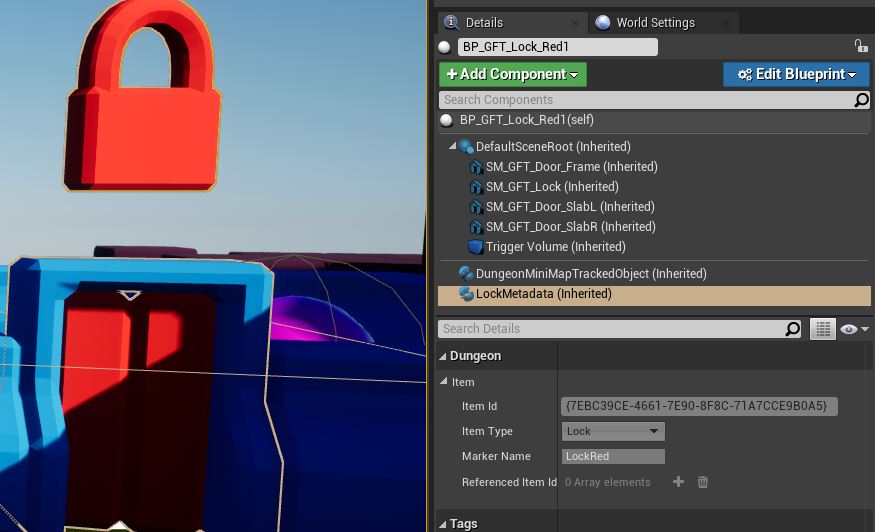 Details
World Settings
BP_GFT_Lock_Red1
+Add Component
Edit Blueprint
Search Components
BP_GFT_Lock_Red1(self)
DefaultSceneRoot (Inherited)
SM_GFT_Door_Frame (Inherited)
SM_GFT_Lock (Inherited)
SM_GFT_Door_SlabL (Inherited)
SM_GFT_Door_SlabR (Inherited)
Trigger Volume (Inherited)
DungeonMiniMapTrackedObject (Inherited)
LockMetadata (Inherited)
Search Details
Dungeon
Item
Item Id {7EBC39CE-4661-7E90-8F8C-71A7CCE9B0A5}
Item Type Lock
Marker Name LockRed
Referenced Item Id 0 Array elements
Tags